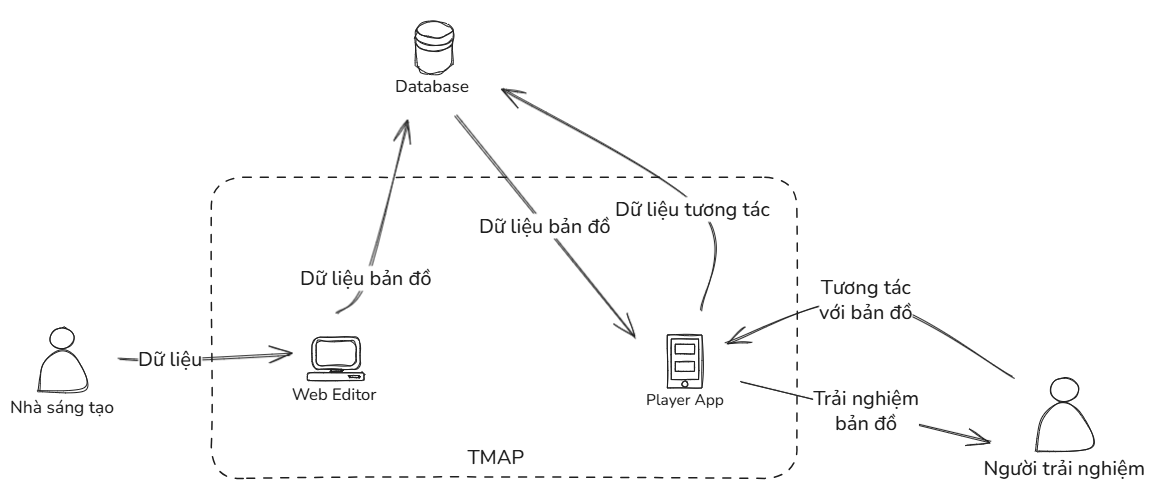 Database
Dữ liệu tương tác
Dữ liệu bản đồ
Dữ liệu bản đồ
Tương tác
với bản đồ
Dữ liệu
Web Editor
Nhà sáng tạo
Player App
Trải nghiệm
bản đồ
TMAP
Người trải nghiệm